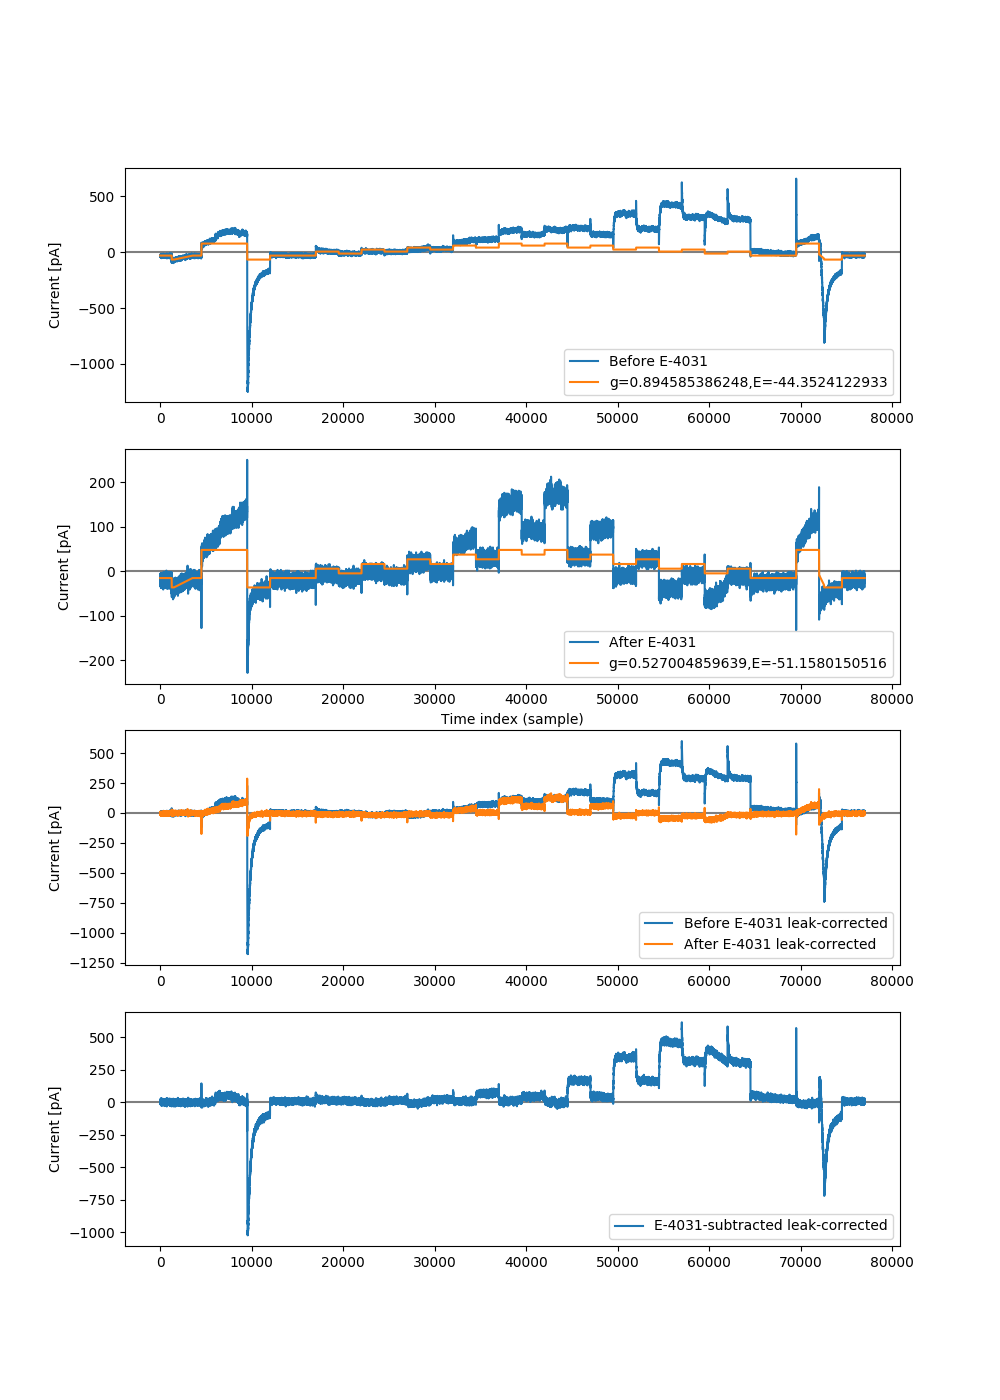 500
0
−500
−1000
Current [pA]
Before E-4031
g=0.894585386248,E=-44.3524122933
0 10000 20000 30000 40000 50000 60000 70000 80000
200
100
0
−100
−200
Current [pA]
After E-4031
g=0.527004859639,E=-51.1580150516
0 10000 20000 30000 40000 50000 60000 70000 80000
Time index (sample)
500
250
0
−250
−500
−750
−1000
−1250
Current [pA]
Before E-4031 leak-corrected
After E-4031 leak-corrected
0 10000 20000 30000 40000 50000 60000 70000 80000
500
250
0
−250
−500
−750
−1000
Current [pA]
E-4031-subtracted leak-corrected
0 10000 20000 30000 40000 50000 60000 70000 80000